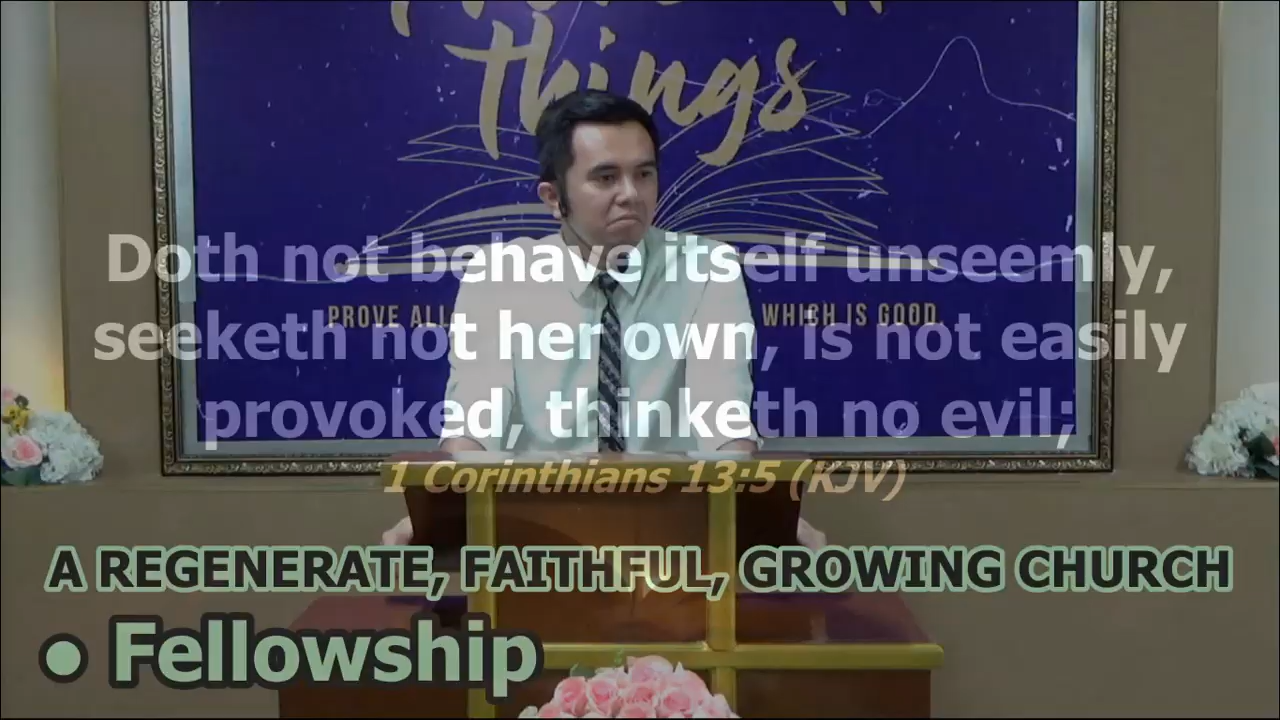 things
Doth not behave itself unseemly,
PROVE ALL WHICH IS GOOD.
seeketh not her own, is not easily
provoked, thinketh no evil;
1 Corinthians 13:5 (KJV)
A REGENERATE, FAITHFUL, GROWING CHURCH
• Fellowship